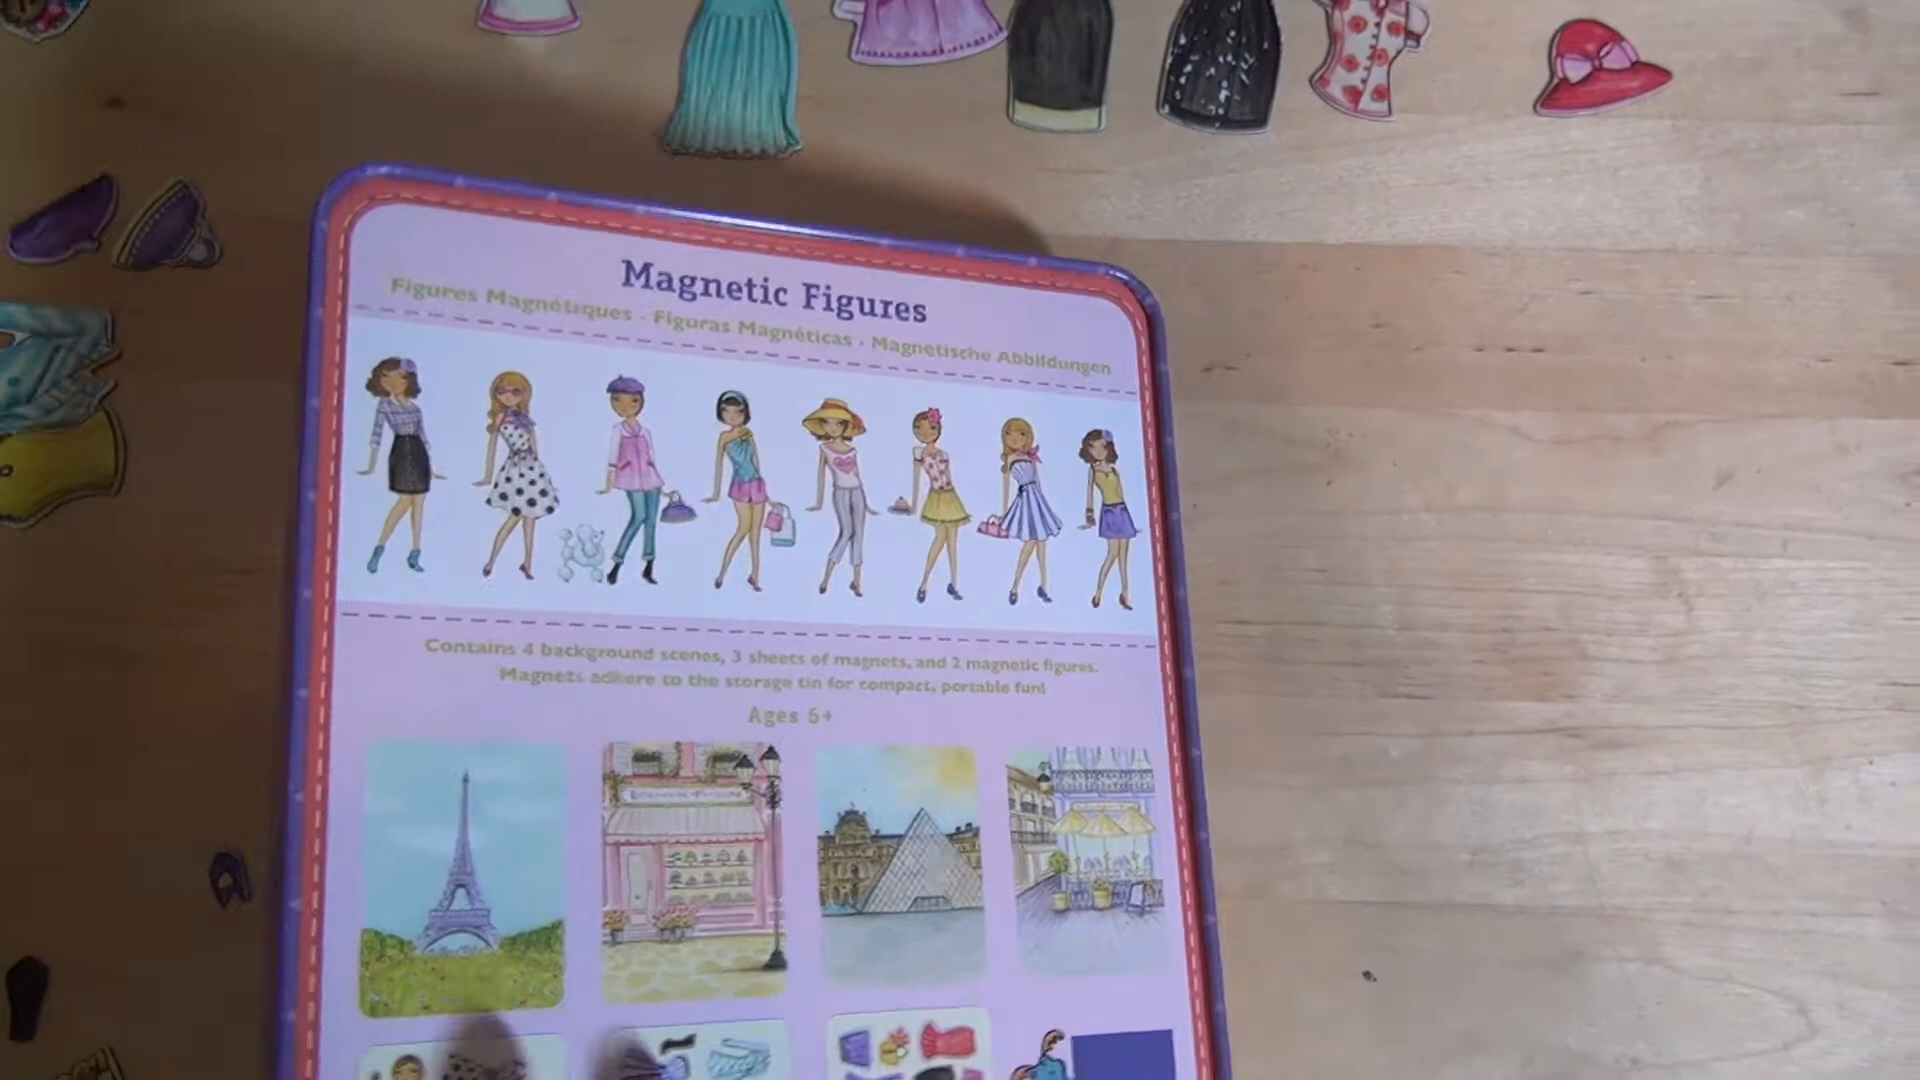 Magnetic Figures
Figures Magnétiques · Figuras Magnéticas · Magnetische Abbildungen
Contains 4 background scenes, 3 sheets of magnets, and 2 magnetic figures.
Magnets adhere to the storage tin for compact, portable fun!
Ages 6+